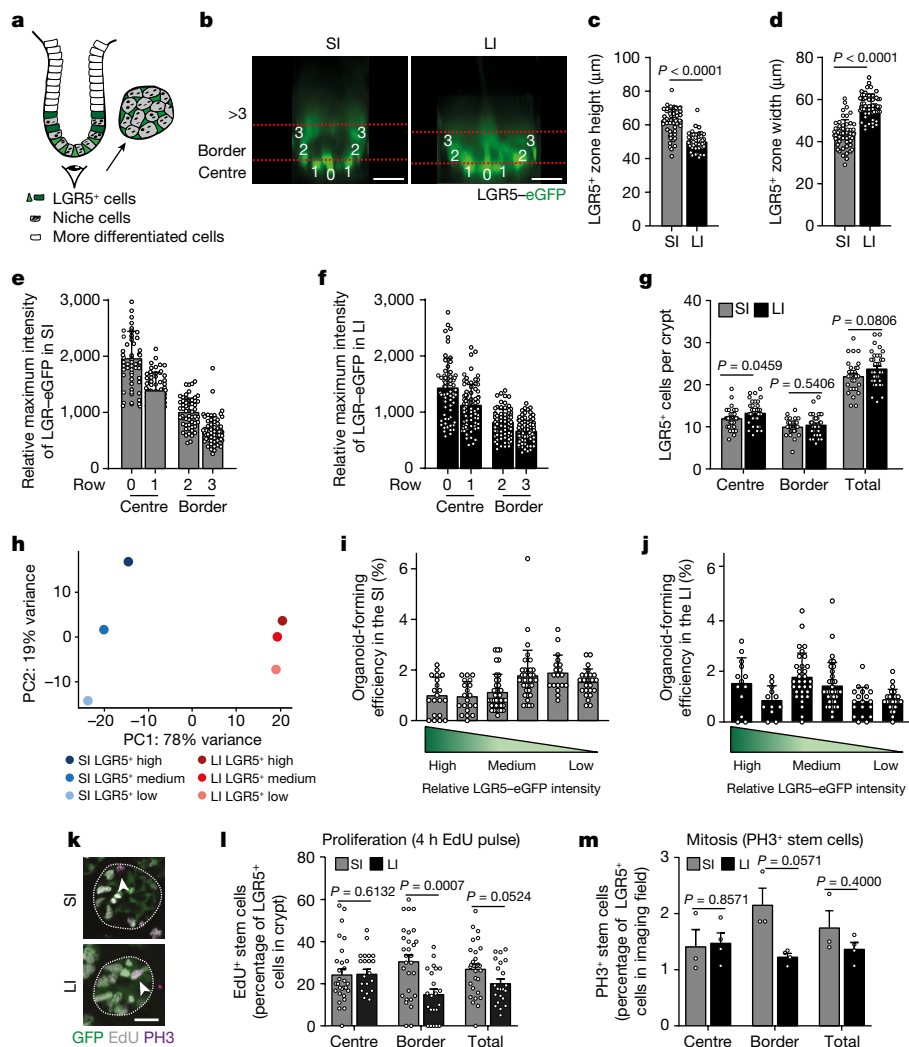 a
LGR5⁺ cells
Niche cells
More differentiated cells
b
SI
LI
>3
Border
Centre
3
2
1
0
1
2
3
3
2
1
0
1
2
3
LGR5–eGFP
c
LGR5⁺ zone height (μm)
100
80
60
40
20
0
P < 0.0001
SI
LI
d
LGR5⁺ zone width (μm)
80
60
40
20
0
P < 0.0001
SI
LI
e
Relative maximum intensity
of LGR–eGFP in SI
3,000
2,000
1,000
0
Row
0 1 2 3
Centre
Border
f
Relative maximum intensity
of LGR–eGFP in LI
3,000
2,000
1,000
0
Row
0 1 2 3
Centre
Border
g
LGR5⁺ cells per crypt
40
30
20
10
0
SI
LI
P = 0.0459
P = 0.5406
P = 0.0806
Centre
Border
Total
h
PC2: 19% variance
10
0
−10
−20
−10
0
10
20
PC1: 78% variance
SI LGR5⁺ high
SI LGR5⁺ medium
SI LGR5⁺ low
LI LGR5⁺ high
LI LGR5⁺ medium
LI LGR5⁺ low
i
Organoid-forming
efficiency in the SI (%)
6
4
2
0
High
Medium
Low
Relative LGR5–eGFP intensity
j
Organoid-forming
efficiency in the LI (%)
6
4
2
0
High
Medium
Low
Relative LGR5–eGFP intensity
k
SI
LI
GFP EdU PH3
l
Proliferation (4 h EdU pulse)
EdU⁺ stem cells
(percentage of LGR5⁺
cells in crypt)
80
60
40
20
0
SI
LI
P = 0.6132
P = 0.0007
P = 0.0524
Centre
Border
Total
m
Mitosis (PH3⁺ stem cells)
PH3⁺ stem cells
(percentage of LGR5⁺
cells in imaging field)
3
2
1
0
SI
LI
P = 0.8571
P = 0.0571
P = 0.4000
Centre
Border
Total